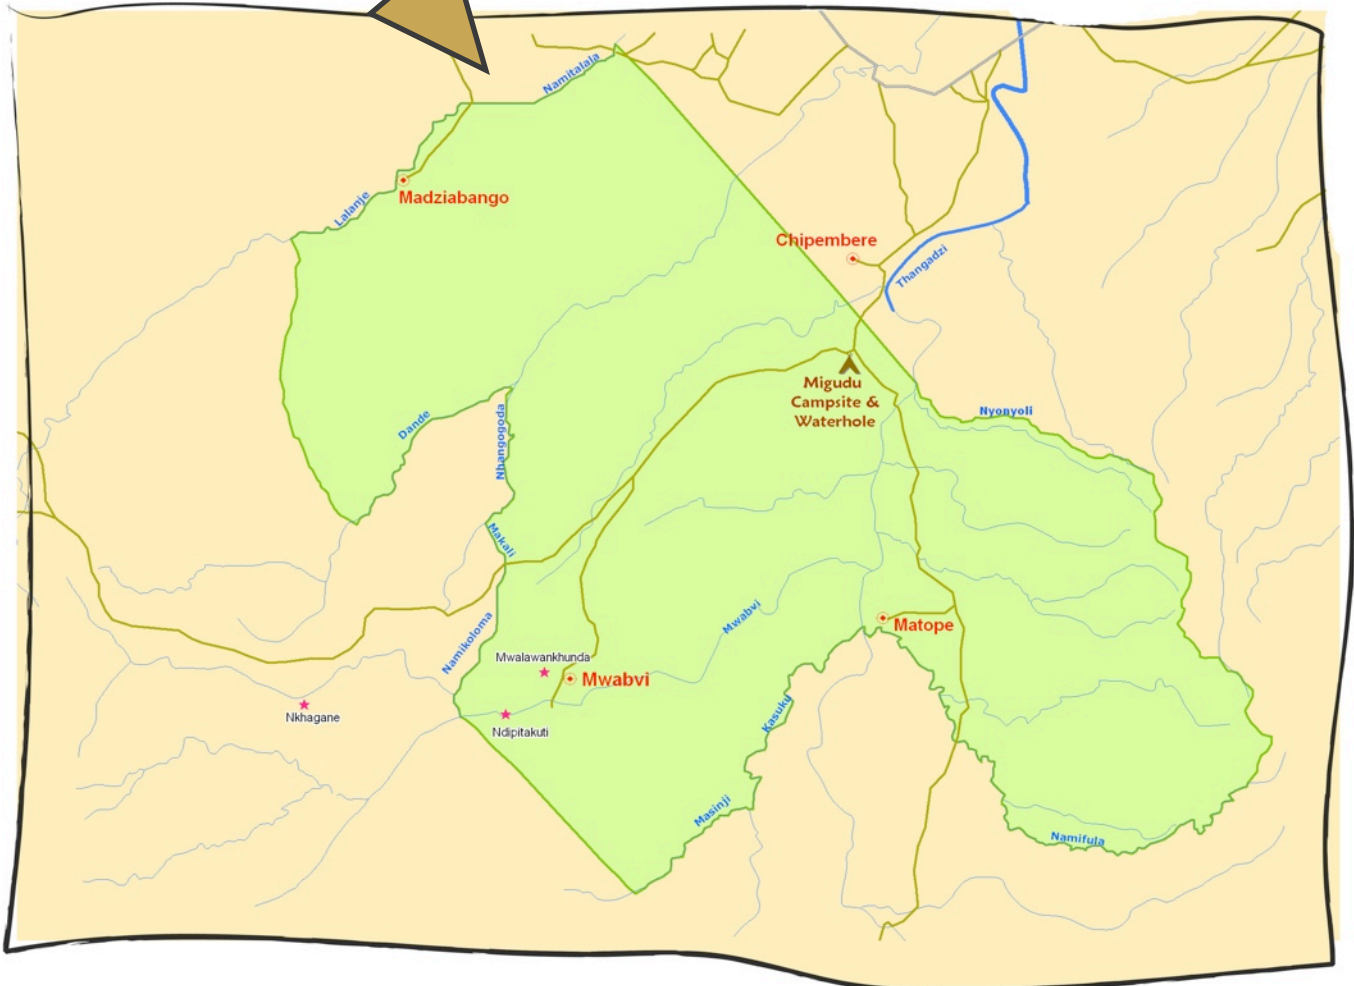 Namitalala
Lalanje
Madziabango
Chipembere
Thangadzi
Migudu
Campsite &
Waterhole
Nyonyoli
Dande
Nhangogoda
Makali
Namikoloma
Mwabvi
Matope
Mwalawankhunda
Mwabvi
Nkhagane
Ndipitakuti
Kasuku
Masinji
Namifula